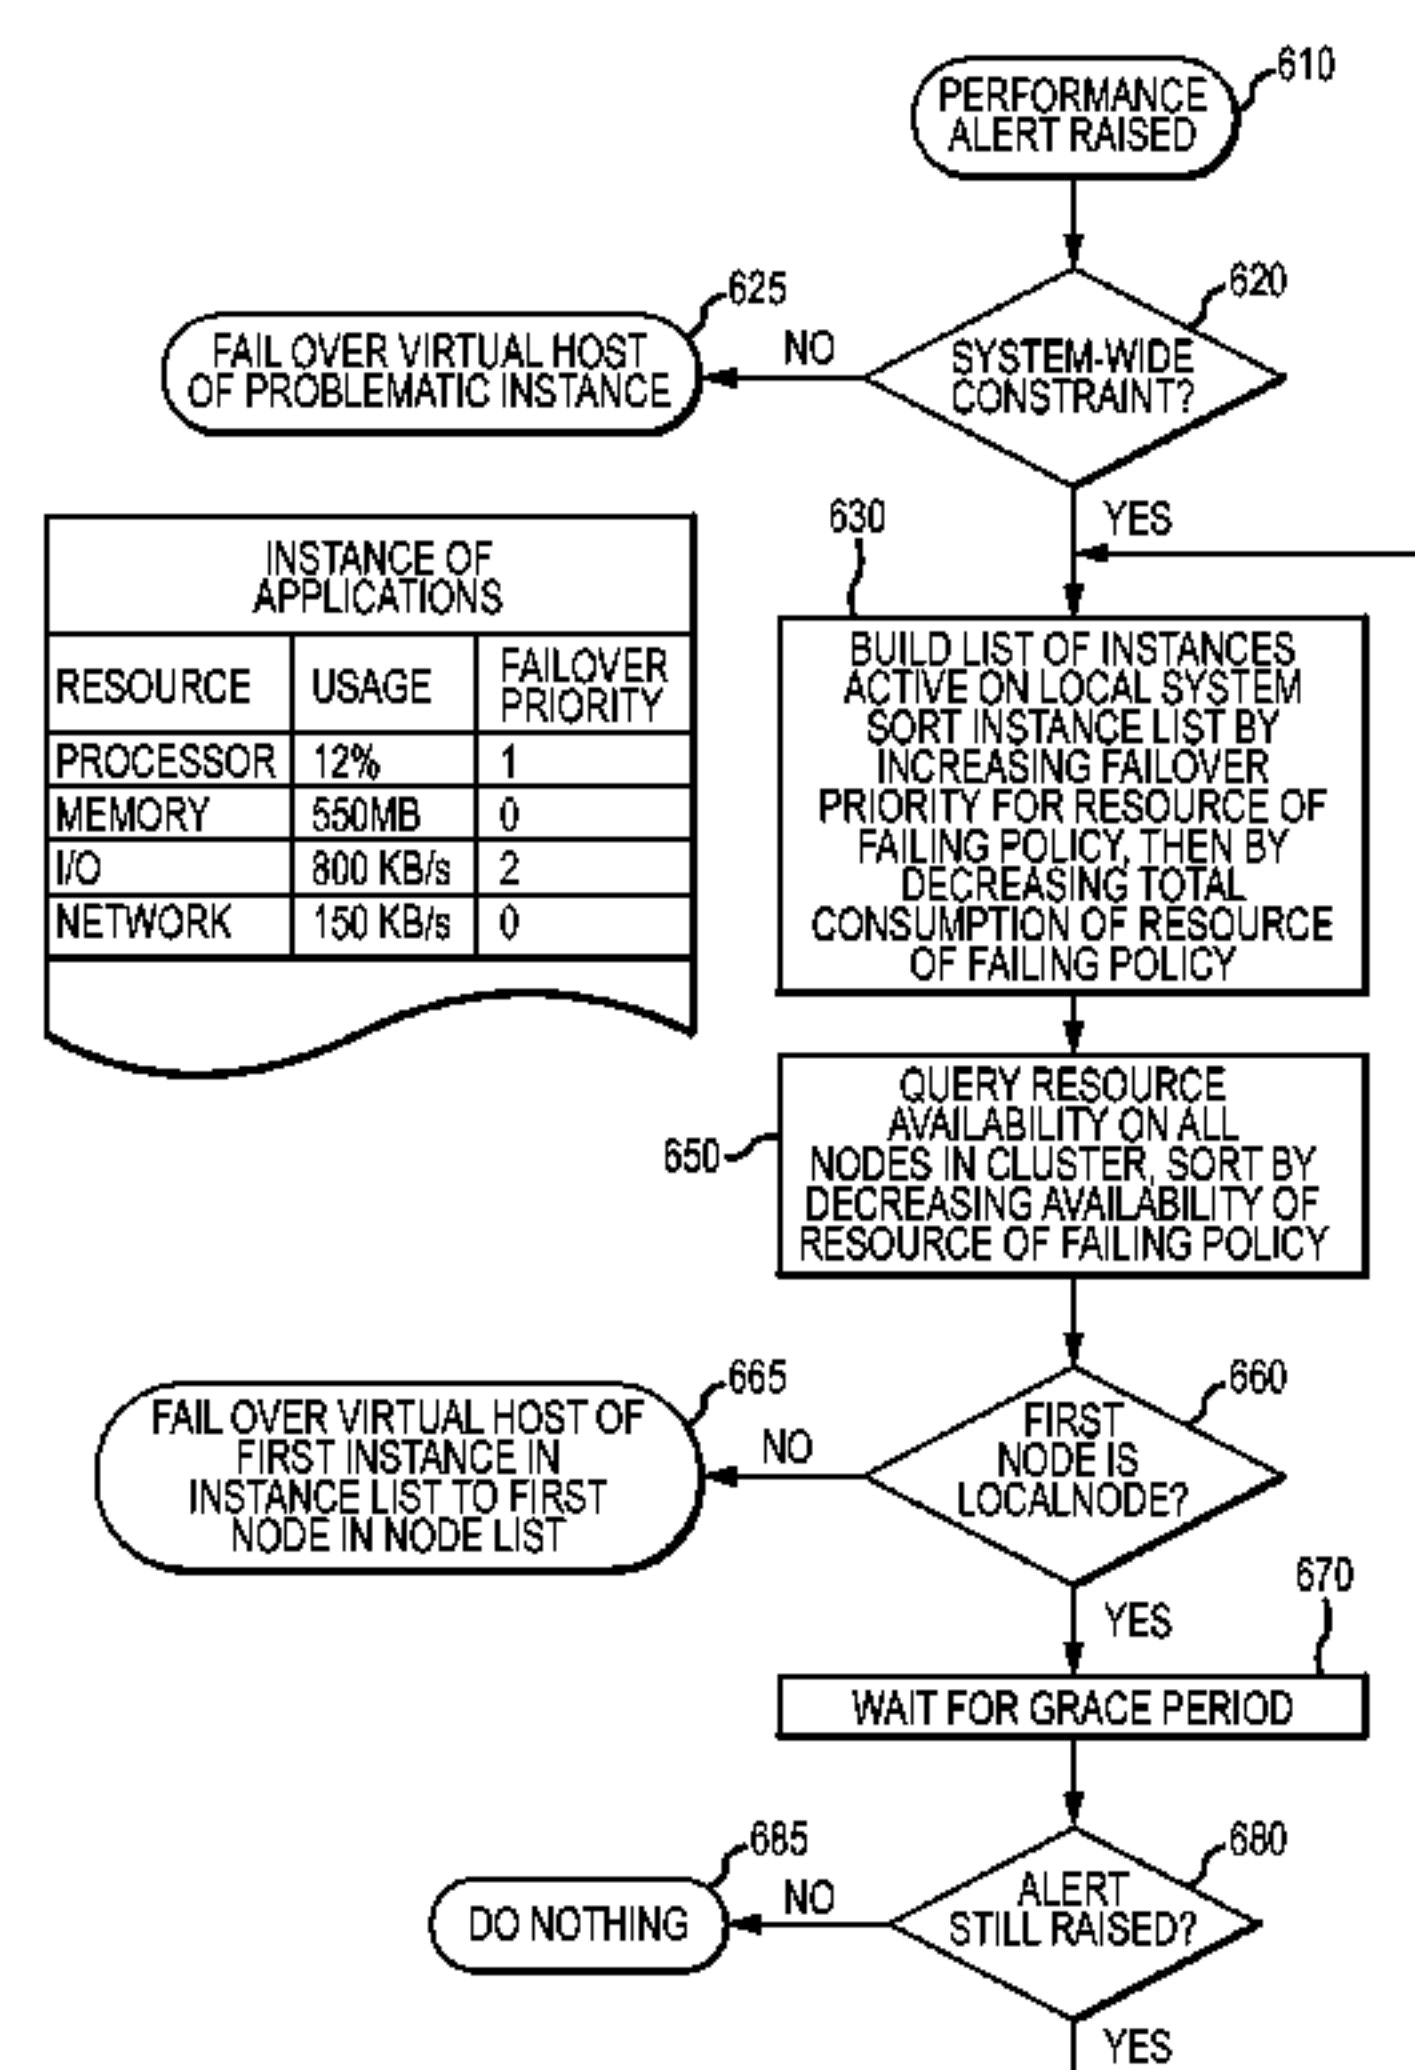 610
PERFORMANCE
ALERT RAISED
620
SYSTEM-WIDE
CONSTRAINT?
NO
625
FAIL OVER VIRTUAL HOST
OF PROBLEMATIC INSTANCE
YES
INSTANCE OF
APPLICATIONS
RESOURCE USAGE FAILOVER PRIORITY
PROCESSOR 12% 1
MEMORY 550MB 0
I/O 800 KB/s 2
NETWORK 150 KB/s 0
630
BUILD LIST OF INSTANCES
ACTIVE ON LOCAL SYSTEM
SORT INSTANCE LIST BY
INCREASING FAILOVER
PRIORITY FOR RESOURCE OF
FAILING POLICY, THEN BY
DECREASING TOTAL
CONSUMPTION OF RESOURCE
OF FAILING POLICY
650
QUERY RESOURCE
AVAILABILITY ON ALL
NODES IN CLUSTER, SORT BY
DECREASING AVAILABILITY OF
RESOURCE OF FAILING POLICY
660
FIRST
NODE IS
LOCALNODE?
NO
665
FAIL OVER VIRTUAL HOST OF
FIRST INSTANCE IN
INSTANCE LIST TO FIRST
NODE IN NODE LIST
YES
670
WAIT FOR GRACE PERIOD
680
ALERT
STILL RAISED?
NO
685
DO NOTHING
YES